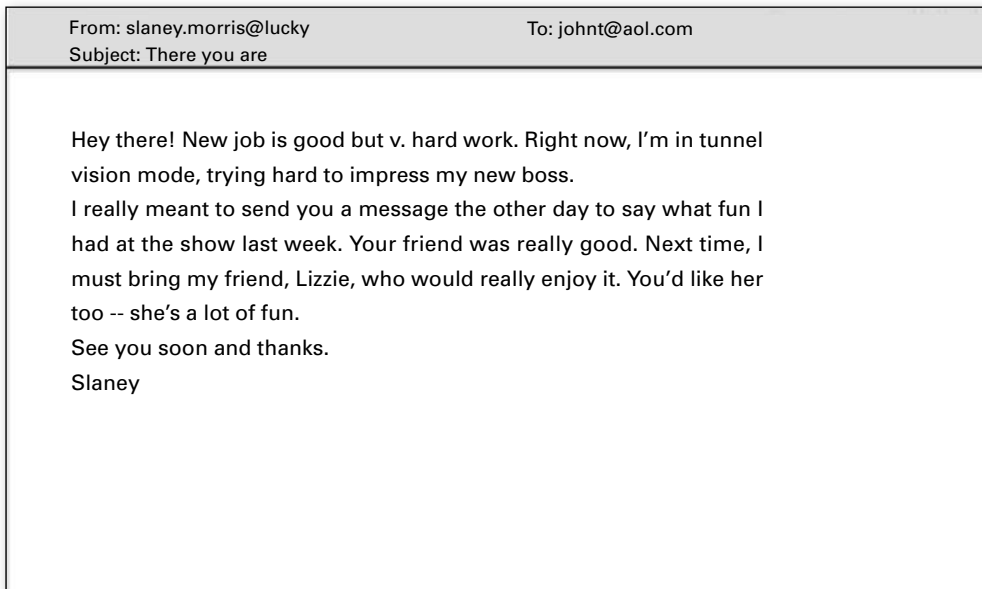 From: slaney.morris@lucky To: johnt@aol.com
Subject: There you are
Hey there! New job is good but v. hard work. Right now, I’m in tunnel
vision mode, trying hard to impress my new boss.
I really meant to send you a message the other day to say what fun I
had at the show last week. Your friend was really good. Next time, I
must bring my friend, Lizzie, who would really enjoy it. You’d like her
too -- she’s a lot of fun.
See you soon and thanks.
Slaney